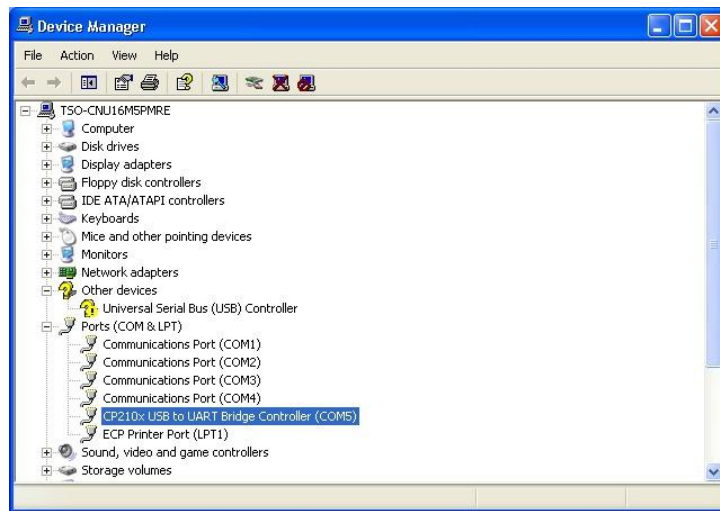 Device Manager
File Action View Help
TSO-CNU16M5PMRE
Computer
Disk drives
Display adapters
Floppy disk controllers
IDE ATA/ATAPI controllers
Keyboards
Mice and other pointing devices
Monitors
Network adapters
Other devices
Universal Serial Bus (USB) Controller
Ports (COM & LPT)
Communications Port (COM1)
Communications Port (COM2)
Communications Port (COM3)
Communications Port (COM4)
CP210x USB to UART Bridge Controller (COM5)
ECP Printer Port (LPT1)
Sound, video and game controllers
Storage volumes